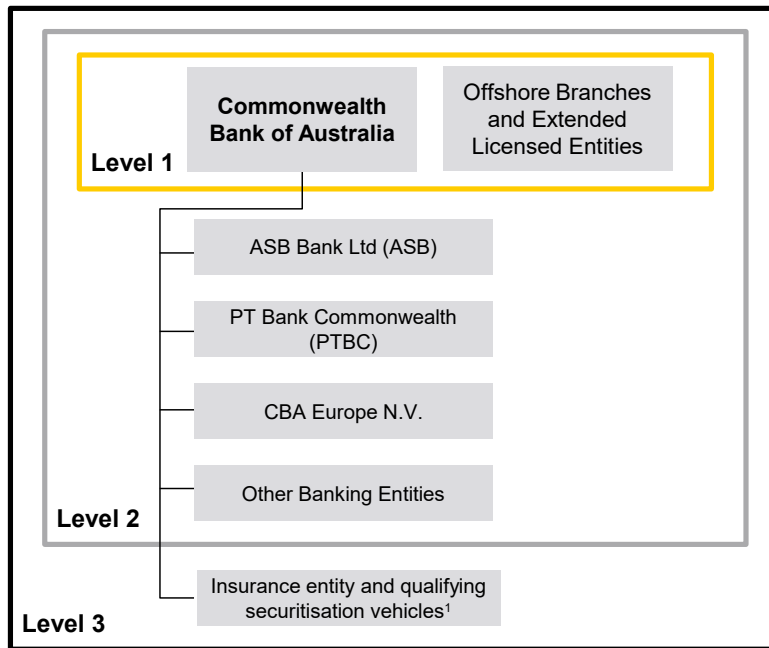 Commonwealth
Bank of Australia
Offshore Branches
and Extended
Licensed Entities
Level 1
ASB Bank Ltd (ASB)
PT Bank Commonwealth
(PTBC)
CBA Europe N.V.
Other Banking Entities
Level 2
Insurance entity and qualifying
securitisation vehicles¹
Level 3